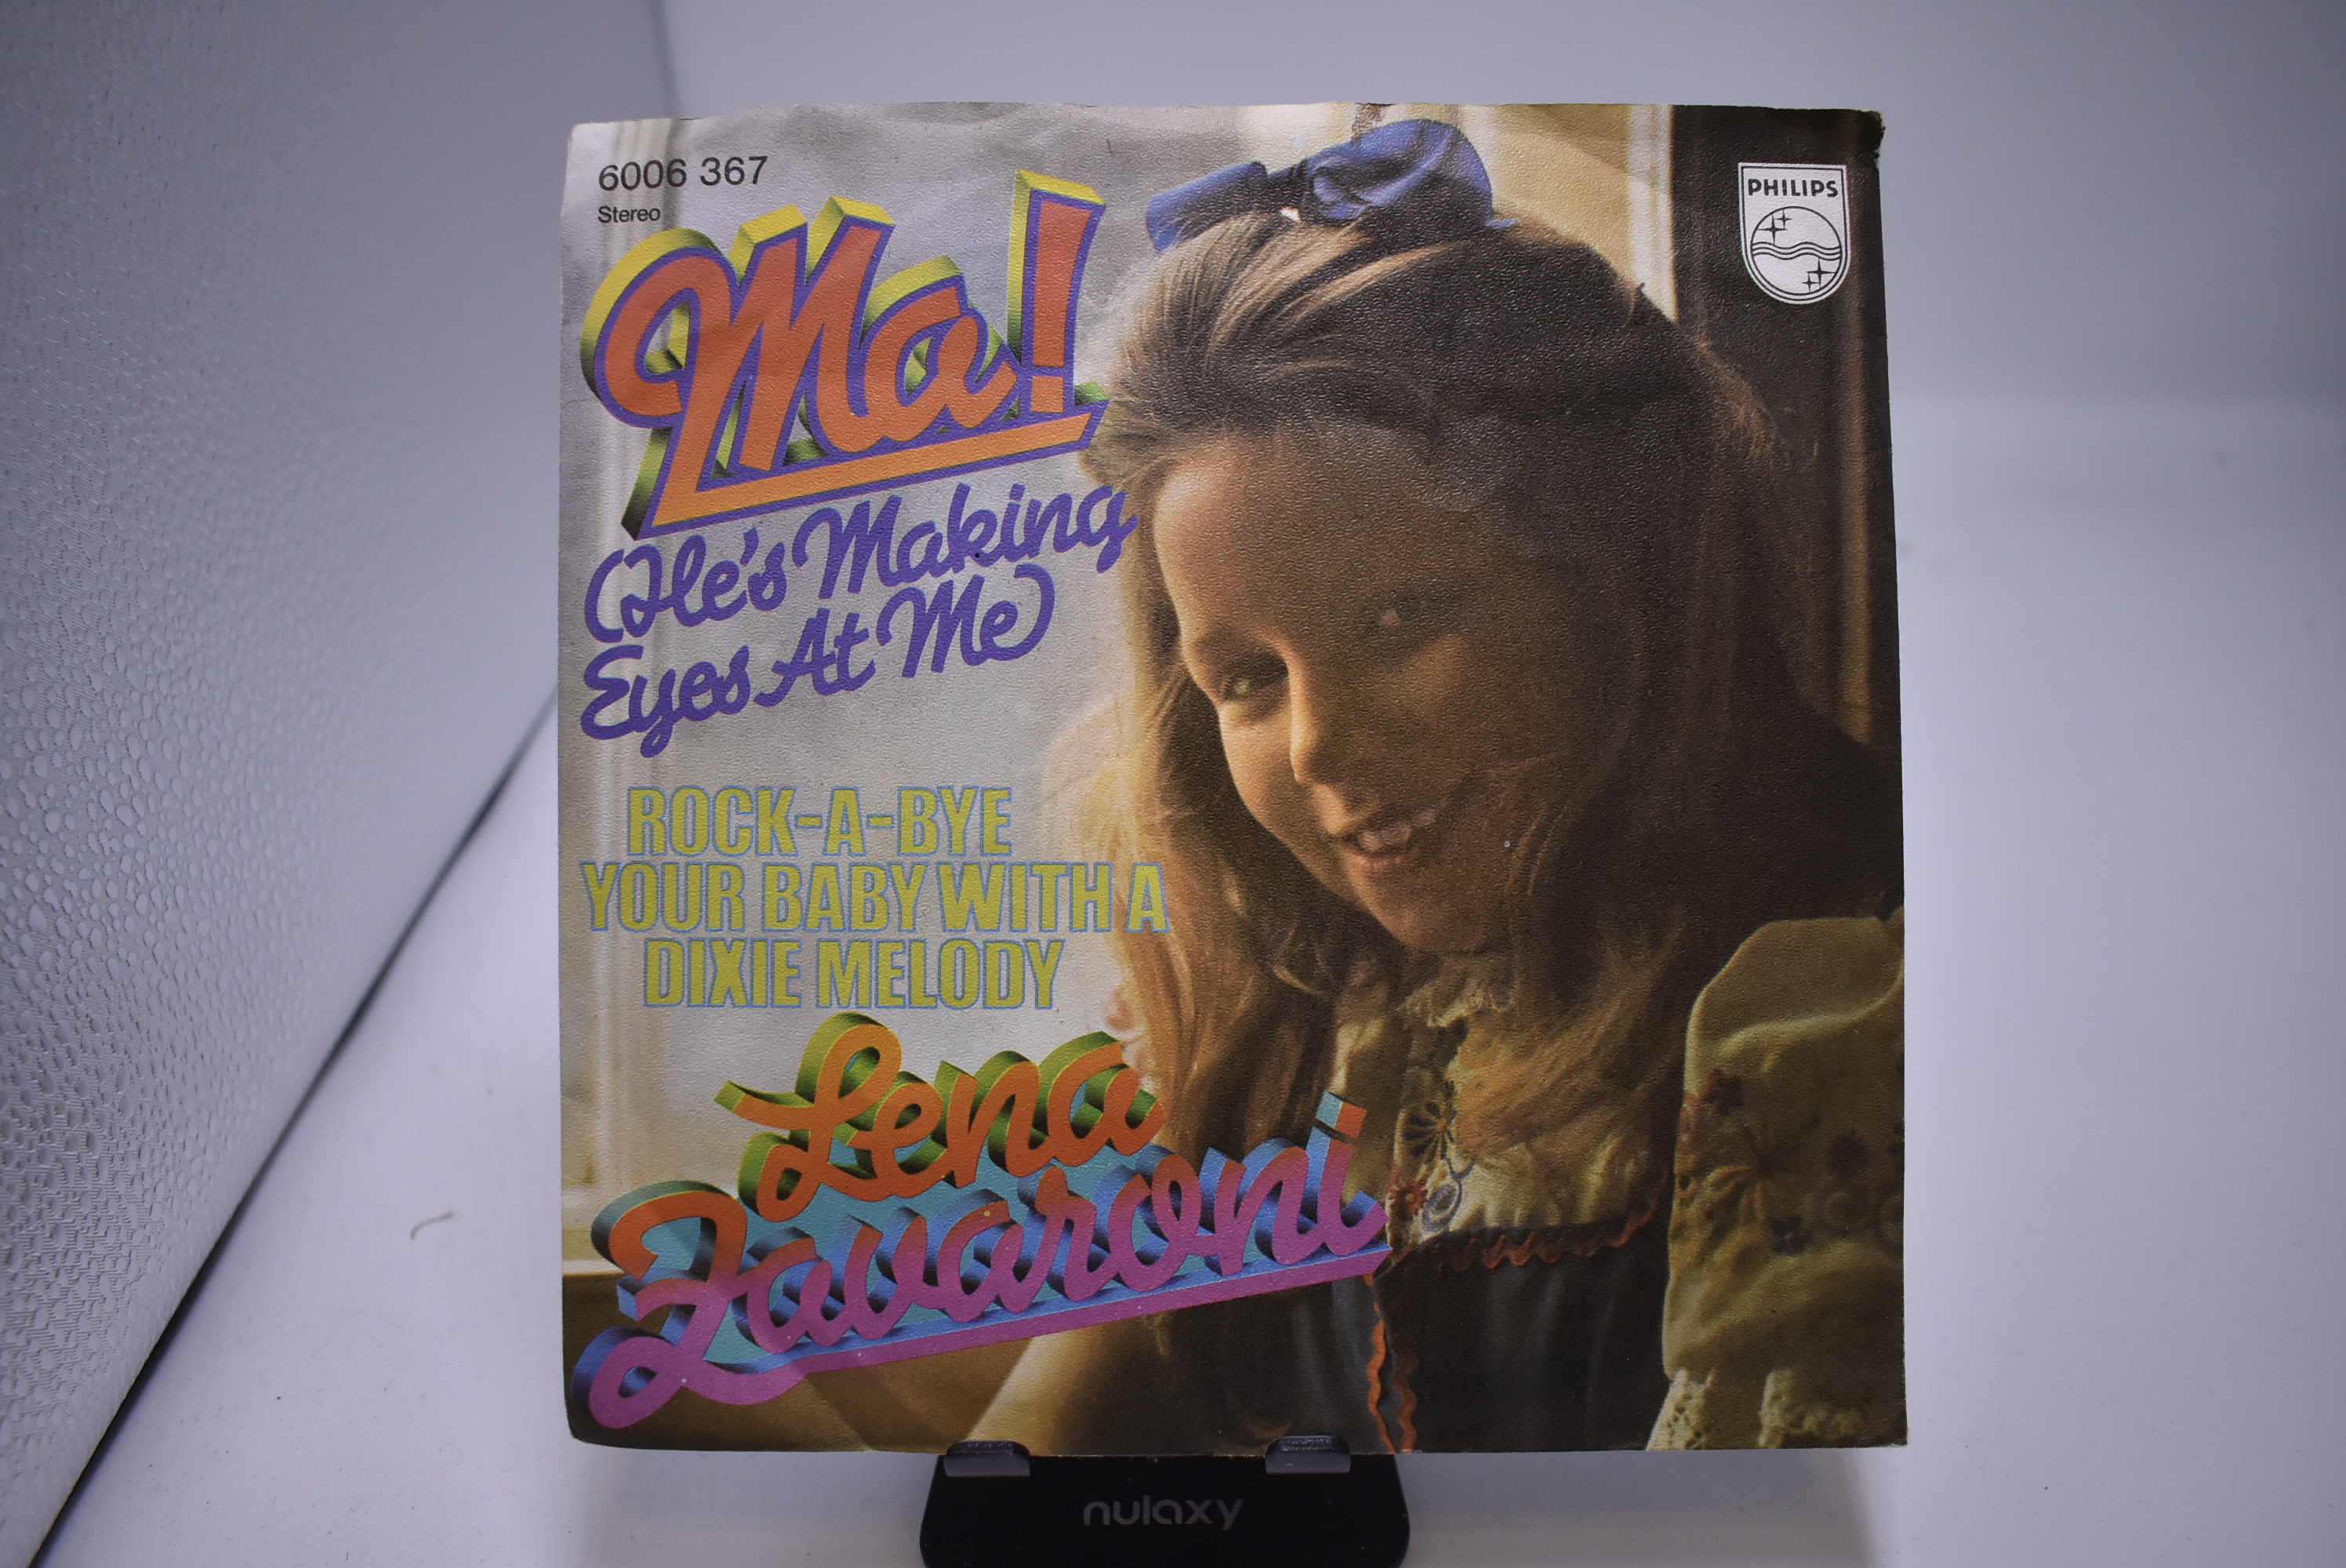 6006 367
Stereo
PHILIPS
Ma!
(He's Making
Eyes At Me)
ROCK-A-BYE
YOUR BABY WITH A
DIXIE MELODY
Lena
Zavaroni
nulaxy